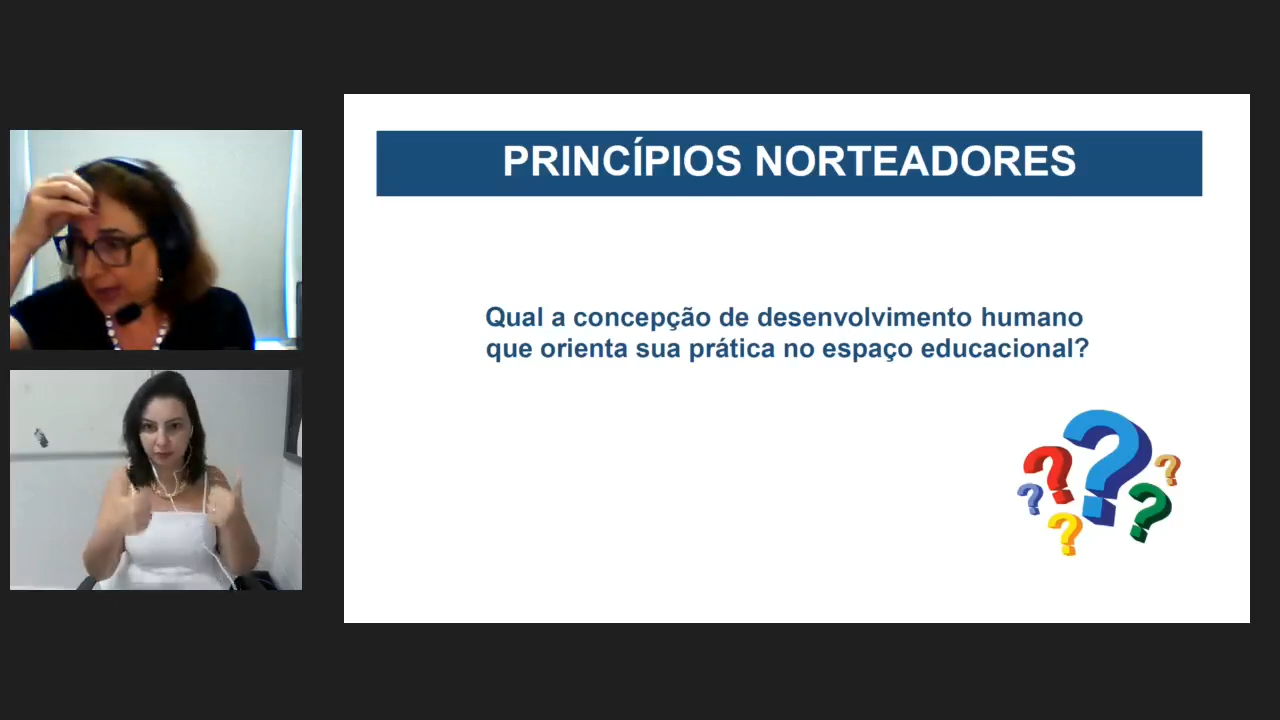 PRINCÍPIOS NORTEADORES
Qual a concepção de desenvolvimento humano
que orienta sua prática no espaço educacional?